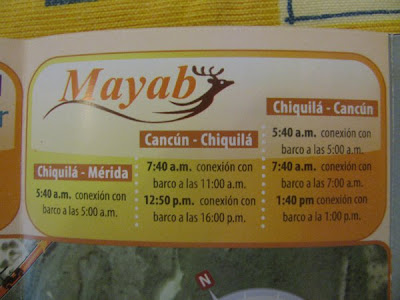 Mayab
Chiquilá - Cancún
5:40 a.m. conexión con
barco a las 5:00 a.m.
7:40 a.m. conexión con
barco a las 7:00 a.m.
1:40 pm conexión con
barco a la 1:00 p.m.
Cancún - Chiquilá
7:40 a.m. conexión con
barco a las 11:00 a.m.
12:50 p.m. conexión con
barco a las 16:00 p.m.
Chiquilá - Mérida
5:40 a.m. conexión con
barco a las 5:00 a.m.
N